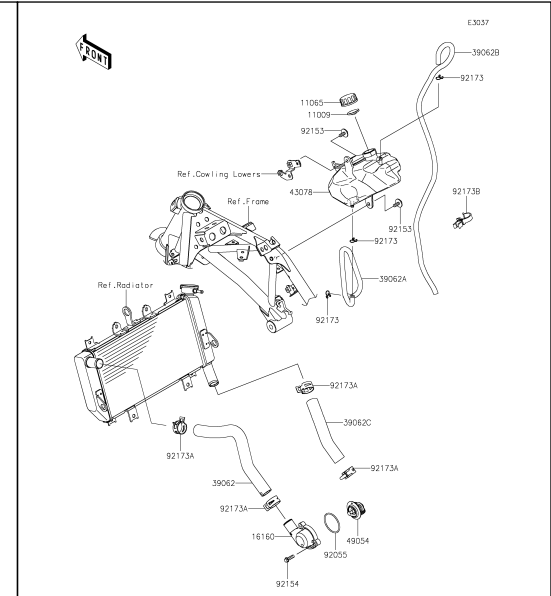 E3037
FRONT
39062B
92173
11065
11009
92153
Ref.Cowling Lowers
43078
92173B
Ref.Frame
92153
92173
39062A
Ref.Radiator
92173
92173A
39062C
92173A
92173A
39062
92173A
16160
49054
92055
92154